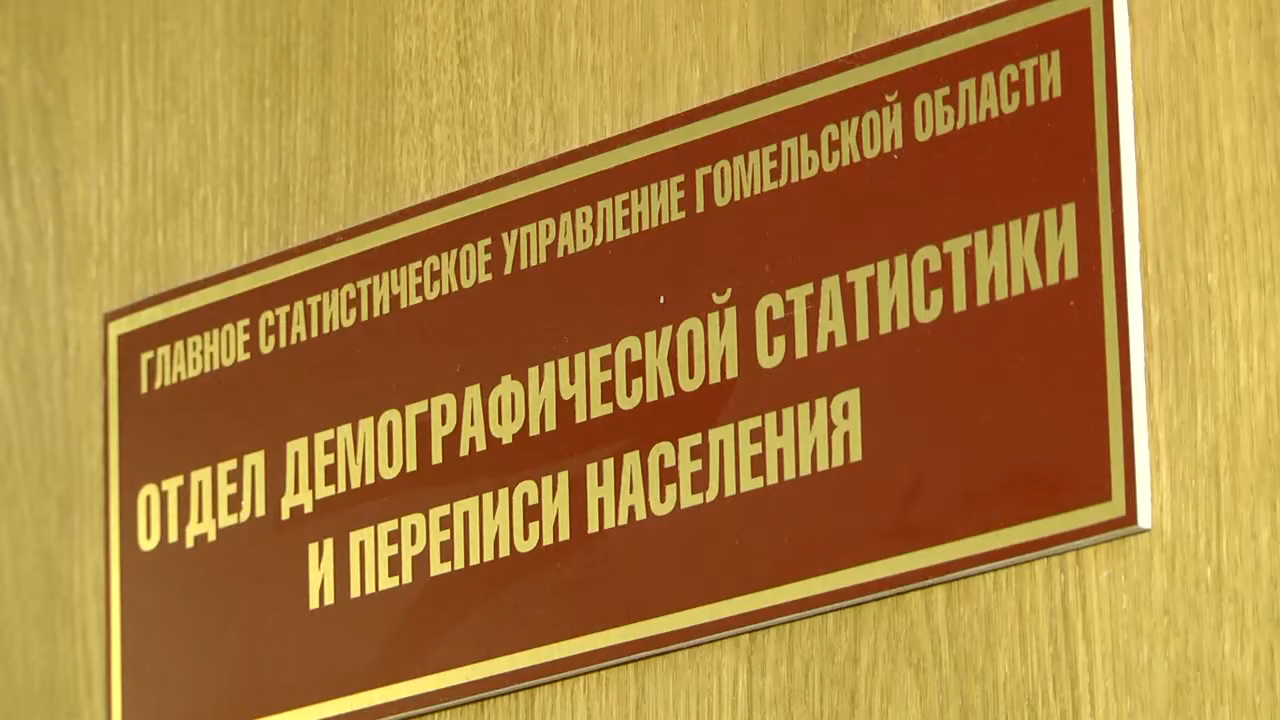 ГЛАВНОЕ СТАТИСТИЧЕСКОЕ УПРАВЛЕНИЕ ГОМЕЛЬСКОЙ ОБЛАСТИ
ОТДЕЛ ДЕМОГРАФИЧЕСКОЙ СТАТИСТИКИ
И ПЕРЕПИСИ НАСЕЛЕНИЯ